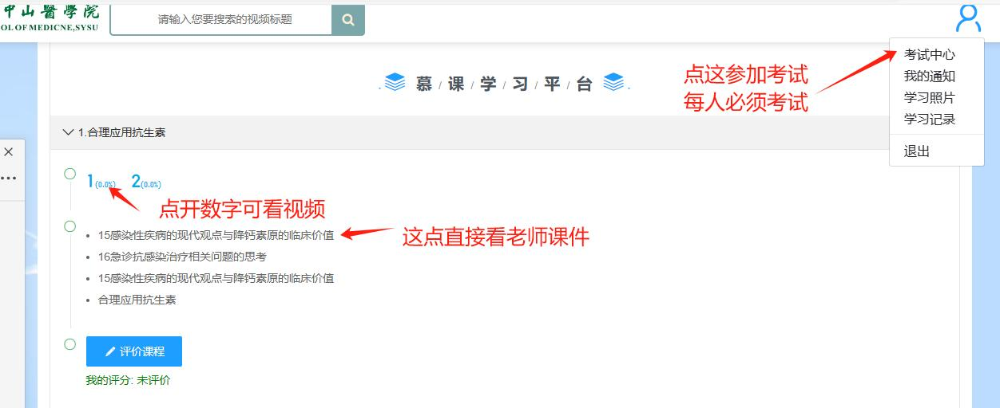 中山醫學院
OL OF MEDICNE,SYSU
请输入您要搜索的视频标题
考试中心
我的通知
学习照片
学习记录
退出
点这参加考试
每人必须考试
慕 / 课 / 学 / 习 / 平 / 台
1.合理应用抗生素
1(0.0%) 2(0.0%)
点开数字可看视频
15感染性疾病的现代观点与降钙素原的临床价值
这点直接看老师课件
16急诊抗感染治疗相关问题的思考
15感染性疾病的现代观点与降钙素原的临床价值
合理应用抗生素
评价课程
我的评分: 未评价